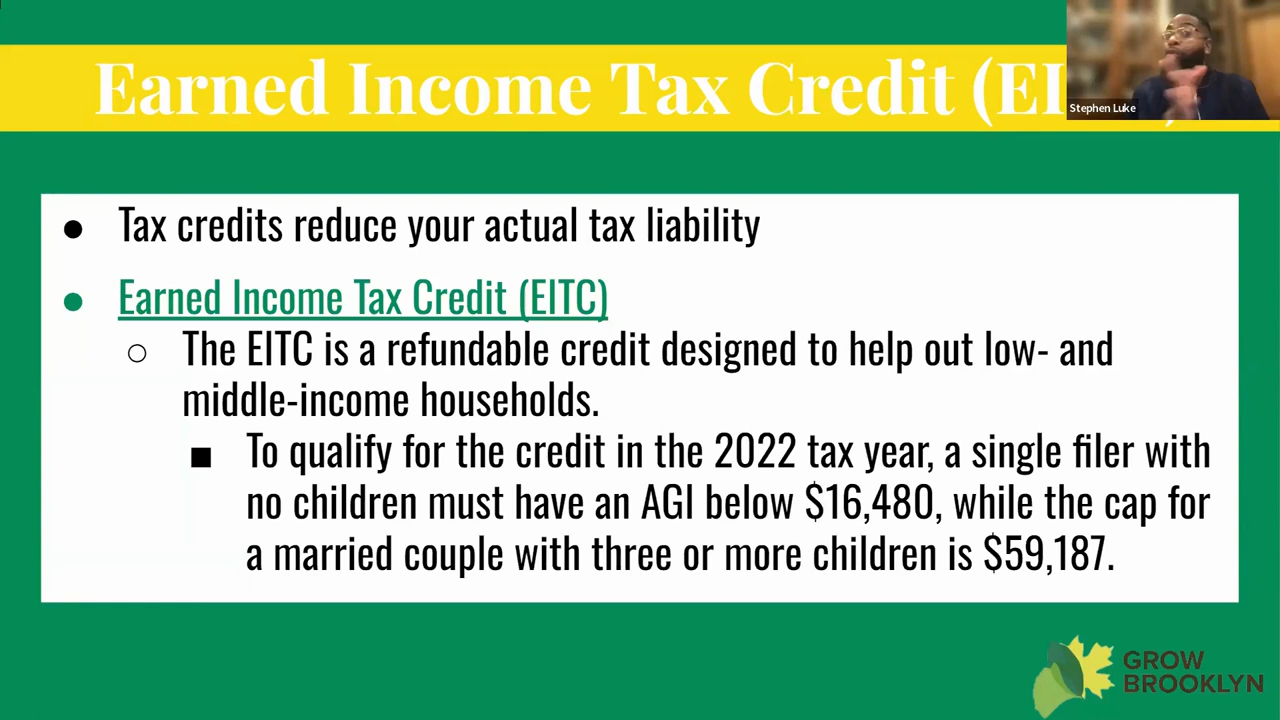 Earned Income Tax Credit (EI
Stephen Luke
● Tax credits reduce your actual tax liability
● Earned Income Tax Credit (EITC)
○ The EITC is a refundable credit designed to help out low- and
middle-income households.
■ To qualify for the credit in the 2022 tax year, a single filer with
no children must have an AGI below $16,480, while the cap for
a married couple with three or more children is $59,187.
GROW
BROOKLYN